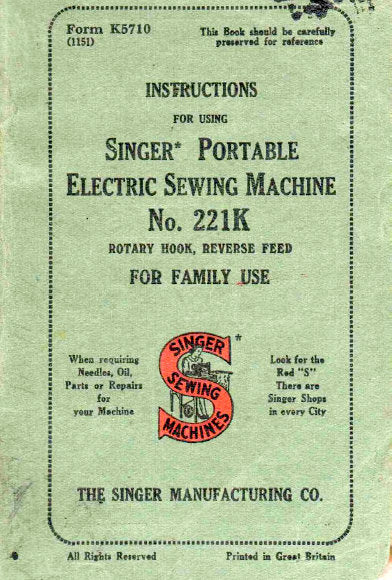 Form K5710
(1151)
This Book should be carefully
preserved for reference
INSTRUCTIONS
FOR USING
SINGER* PORTABLE
ELECTRIC SEWING MACHINE
No. 221K
ROTARY HOOK, REVERSE FEED
FOR FAMILY USE
SINGER *
SEWING
MACHINES
When requiring
Needles, Oil,
Parts or Repairs
for
your Machine
Look for the
Red "S"
There are
Singer Shops
in every City
THE SINGER MANUFACTURING CO.
All Rights Reserved
Printed in Great Britain